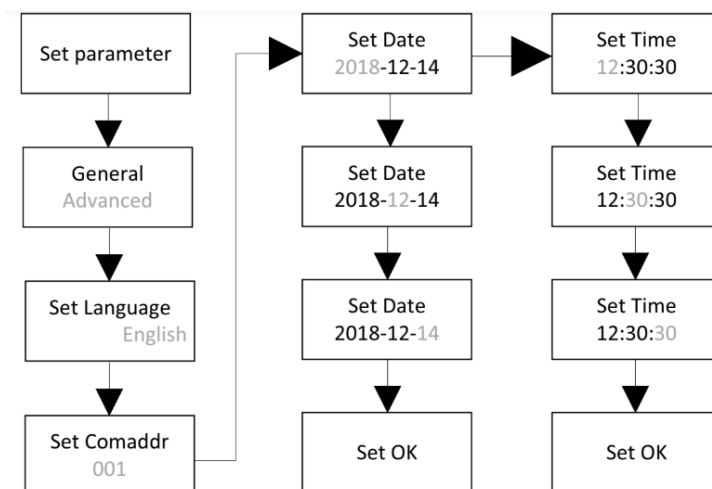 Set parameter
General
Advanced
Set Language
English
Set Comaddr
001
Set Date
2018-12-14
Set Date
2018-12-14
Set Date
2018-12-14
Set OK
Set Time
12:30:30
Set Time
12:30:30
Set Time
12:30:30
Set OK